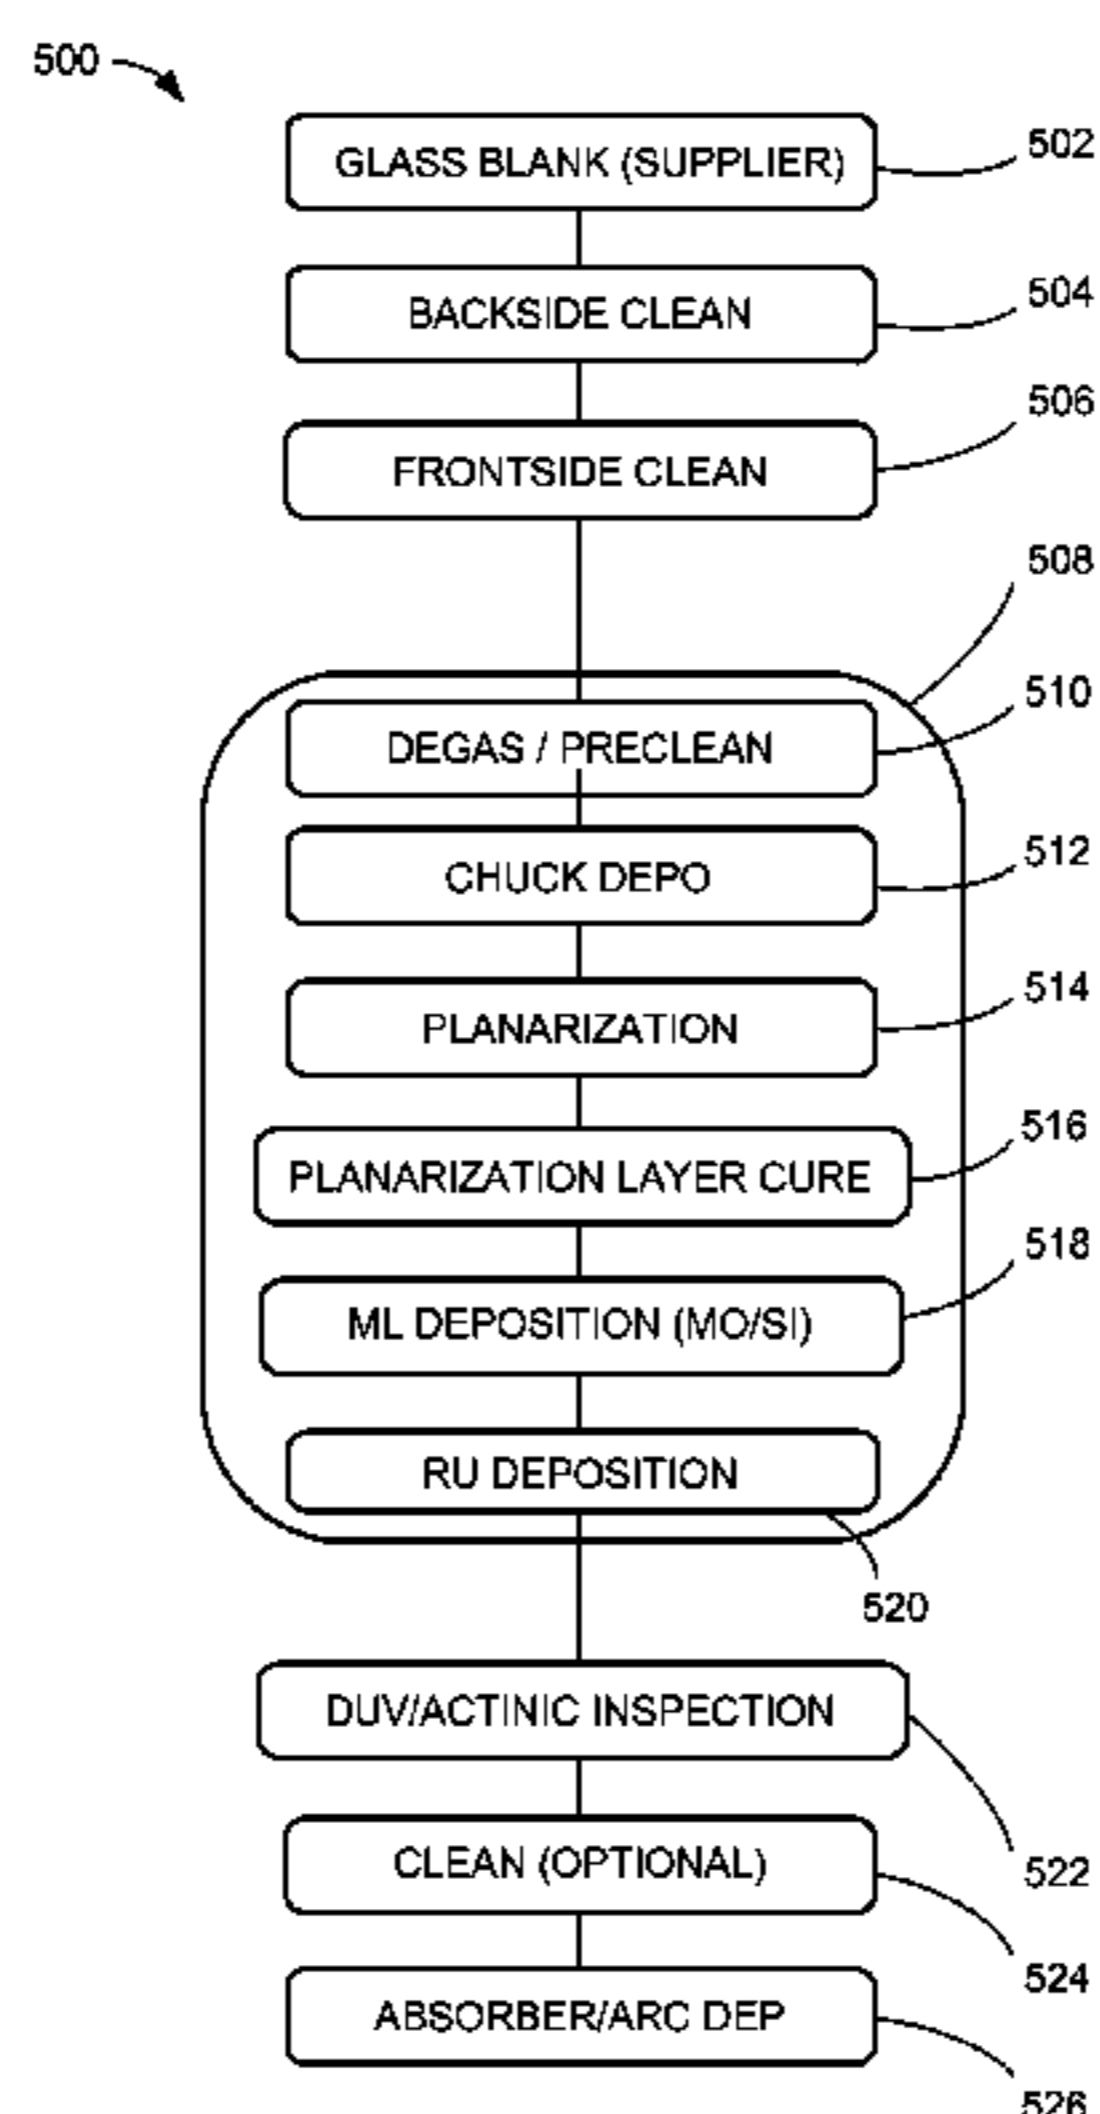 500
GLASS BLANK (SUPPLIER)
502
BACKSIDE CLEAN
504
FRONTSIDE CLEAN
506
508
DEGAS / PRECLEAN
510
CHUCK DEPO
512
PLANARIZATION
514
PLANARIZATION LAYER CURE
516
ML DEPOSITION (MO/SI)
518
RU DEPOSITION
520
DUV/ACTINIC INSPECTION
522
CLEAN (OPTIONAL)
524
ABSORBER/ARC DEP
526